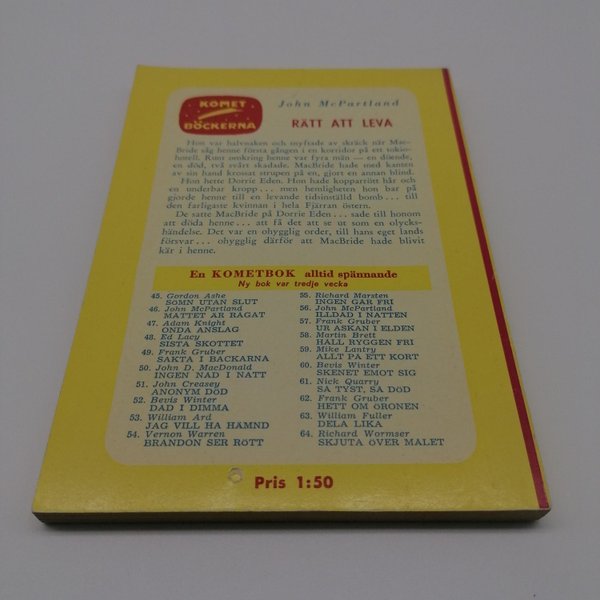 KOMET
BÖCKERNA
John McPartland
RÄTT ATT LEVA
Hon var halvnaken och myftade av skräck när Mac-
Bride såg henne första gången i en korridor på ett tokio-
hotell. Runt omkring henne var fyra män — en döende,
en död, två svårt skadade. MacBride hade med kanten
av sin hand krossat strupen på en, gjort en annan blind.
Hon hette Dorrie Eden. Hon hade kopparrött hår och
en underbar kropp... men hemligheten hon bar på
gjorde henne till en levande tidsinställd bomb... till
den farligaste kvinnan i hela Fjärran östern.
De satte MacBride på Dorrie Eden... sade till honom
att döda henne... att få det att se ut som en olycks-
händelse. Det var en ohygglig order, till hans eget lands
försvar... ohygglig därför att MacBride hade blivit
kär i henne.
En KOMETBOK alltid spännande
Ny bok var tredje vecka
45. Gordon Ashe
SÖMN UTAN SLUT
46. John McPartland
MÅTTET ÄR RÅGAT
47. Adam Knight
ONDA ANSLAG
48. Ed Lacy
SISTA SKOTTET
49. Frank Gruber
SAKTA I BACKARNA
50. John D. MacDonald
INGEN NÅD I NATT
51. John Creasey
ANONYM DÖD
52. Bevis Winter
DÅD I DIMMA
53. William Ard
JAG VILL HA HÄMND
54. Vernon Warren
BRANDON SER RÖTT
55. Richard Marsten
INGEN GÅR FRI
56. John McPartland
ILLDÅD I NATTEN
57. Frank Gruber
UR ASKAN I ELDEN
58. Martin Brett
HÅLL RYGGEN FRI
59. Mike Lantry
ALLT PÅ ETT KORT
60. Bevis Winter
SKENET EMOT SIG
61. Nick Quarry
SÅ TYST, SÅ DÖD
62. Frank Gruber
HETT OM ÖRONEN
63. William Fuller
DELA LIKA
64. Richard Wormser
SKJUTA ÖVER MÅLET
Pris 1:50